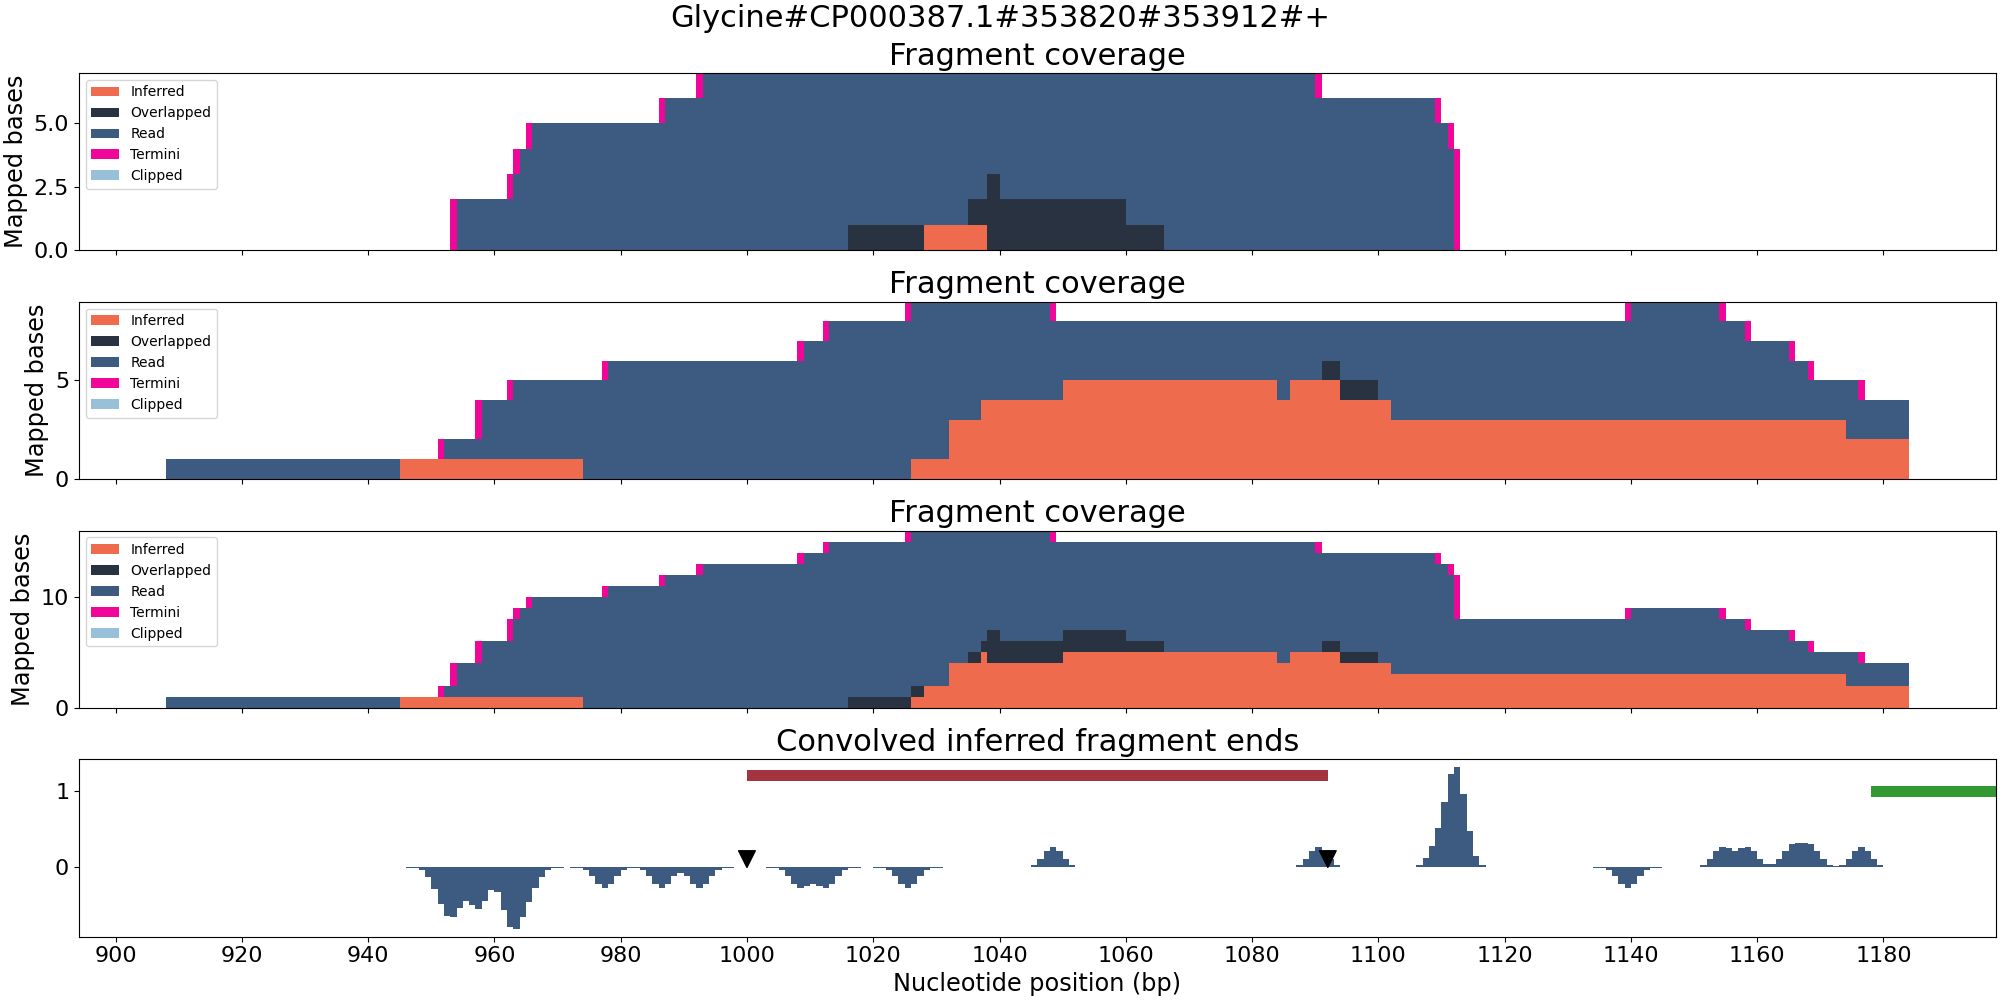 Glycine#CP000387.1#353820#353912#+
Fragment coverage
Mapped bases
5.0
2.5
0.0
Inferred
Overlapped
Read
Termini
Clipped
Fragment coverage
Mapped bases
5
0
Inferred
Overlapped
Read
Termini
Clipped
Fragment coverage
Mapped bases
10
0
Inferred
Overlapped
Read
Termini
Clipped
Convolved inferred fragment ends
1
0
900 920 940 960 980 1000 1020 1040 1060 1080 1100 1120 1140 1160 1180
Nucleotide position (bp)